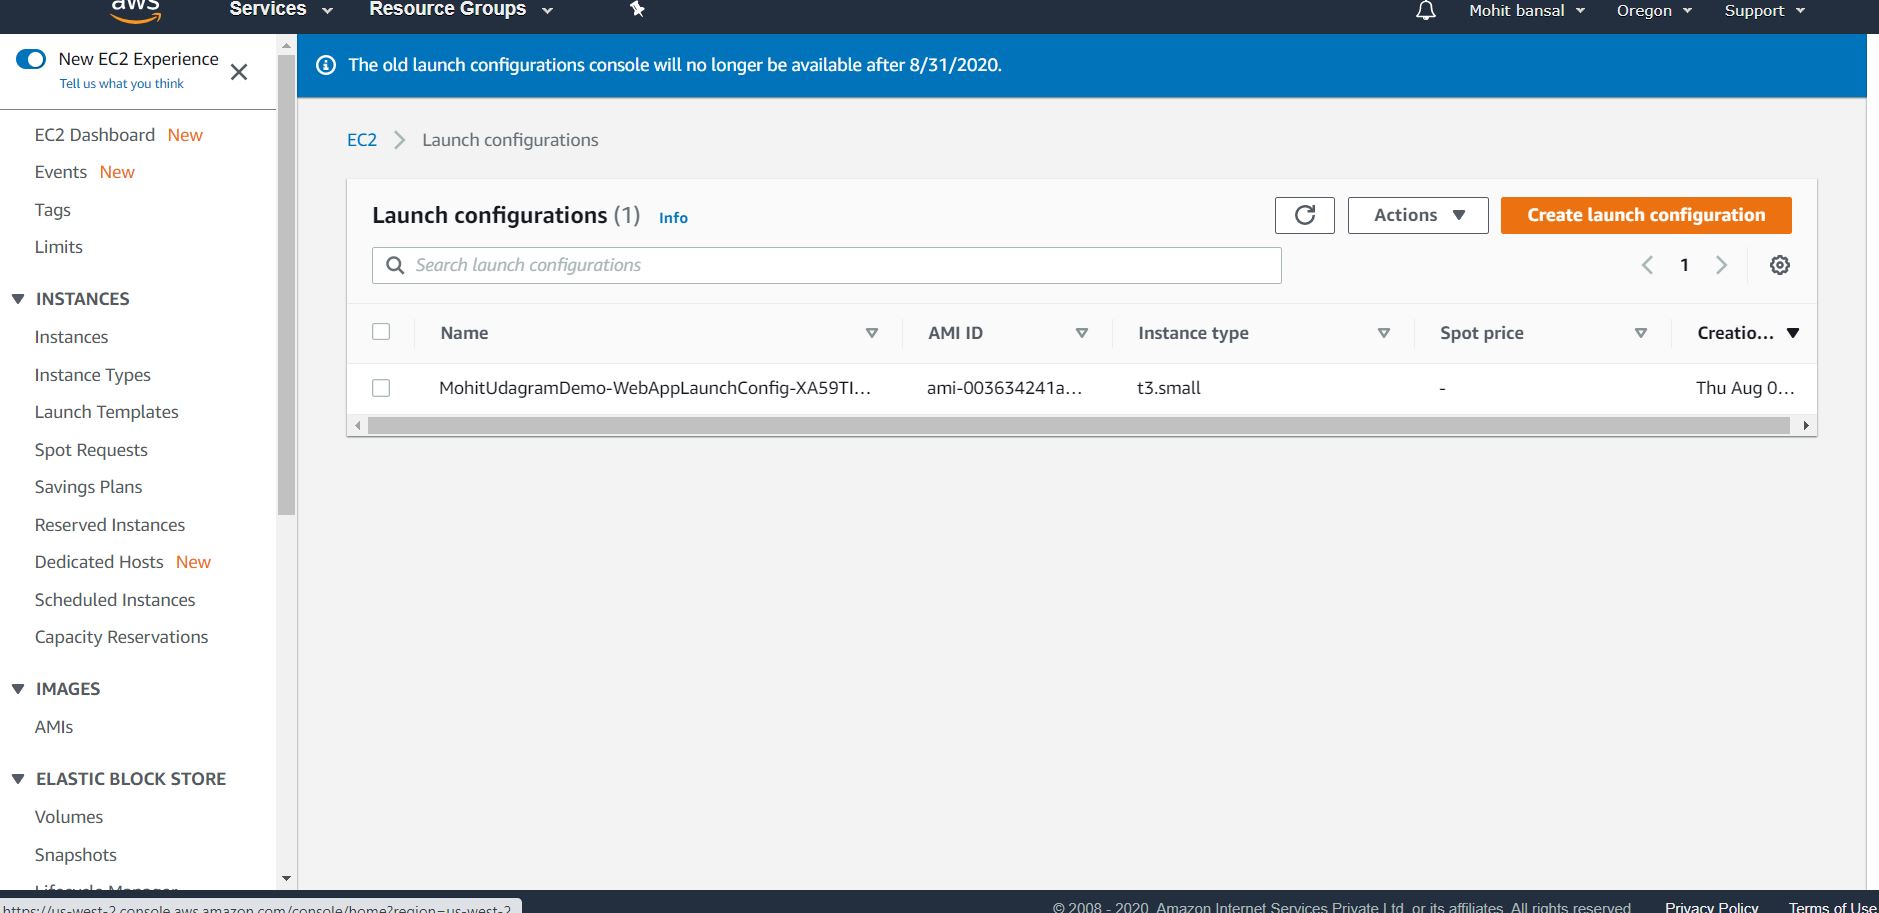 aws Services Resource Groups Mohit bansal Oregon Support
New EC2 Experience
Tell us what you think
EC2 Dashboard New
Events New
Tags
Limits
INSTANCES
Instances
Instance Types
Launch Templates
Spot Requests
Savings Plans
Reserved Instances
Dedicated Hosts New
Scheduled Instances
Capacity Reservations
IMAGES
AMIs
ELASTIC BLOCK STORE
Volumes
Snapshots
Lifecycle Manager
The old launch configurations console will no longer be available after 8/31/2020.
EC2 Launch configurations
Launch configurations (1) Info
Actions
Create launch configuration
Search launch configurations
1
Name AMI ID Instance type Spot price Creatio...
MohitUdagramDemo-WebAppLaunchConfig-XA59TI... ami-003634241a... t3.small - Thu Aug 0...
https://us-west-2.console.aws.amazon.com/console/home?region=us-west-2
© 2008 - 2020, Amazon Internet Services Private Ltd. or its affiliates. All rights reserved. Privacy Policy Terms of Use